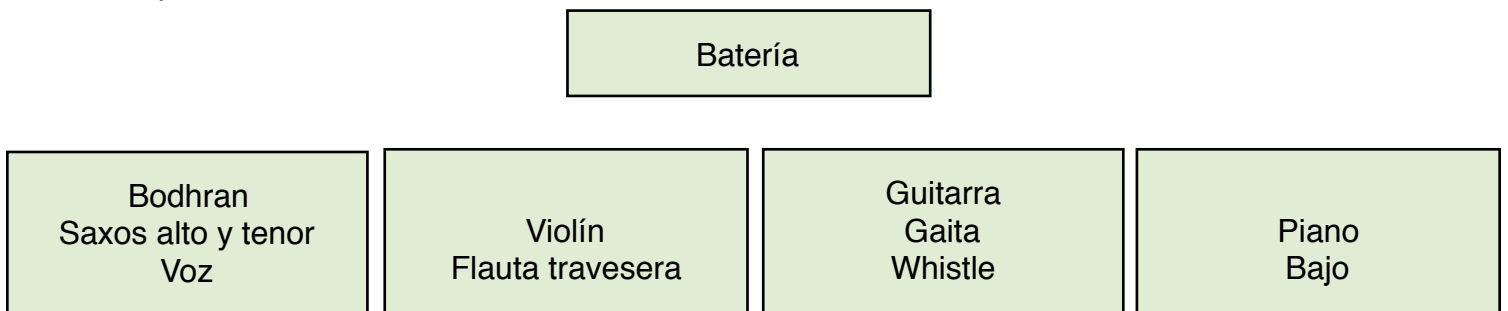 Batería
Bodhran
Saxos alto y tenor
Voz
Violín
Flauta travesera
Guitarra
Gaita
Whistle
Piano
Bajo